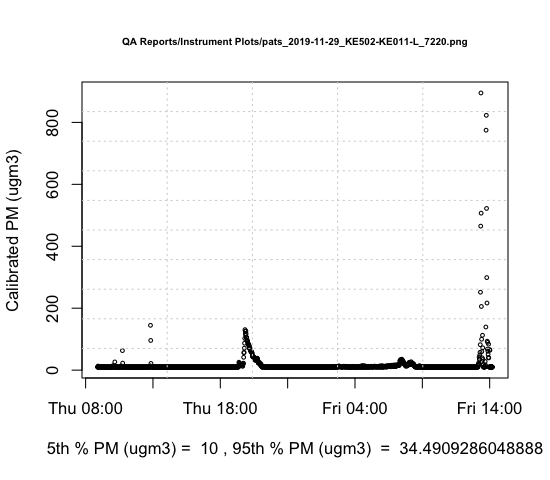 QA Reports/Instrument Plots/pats_2019-11-29_KE502-KE011-L_7220.png
Calibrated PM (ugm3)
800
600
400
200
0
Thu 08:00 Thu 18:00 Fri 04:00 Fri 14:00
5th % PM (ugm3) = 10 , 95th % PM (ugm3) = 34.4909286048888